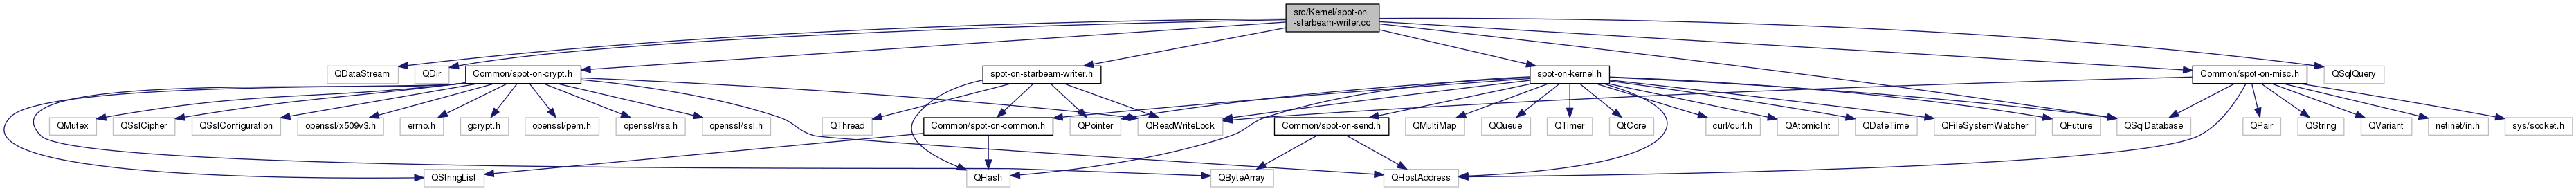 src/Kernel/spot-on
-starbeam-writer.cc
QDataStream
QDir
Common/spot-on-crypt.h
spot-on-starbeam-writer.h
spot-on-kernel.h
Common/spot-on-misc.h
QSqlQuery
QMutex
QSslCipher
QSslConfiguration
openssl/x509v3.h
errno.h
gcrypt.h
openssl/pem.h
openssl/rsa.h
openssl/ssl.h
QThread
Common/spot-on-common.h
QPointer
QReadWriteLock
Common/spot-on-send.h
QMultiMap
QQueue
QTimer
QtCore
curl/curl.h
QAtomicInt
QDateTime
QFileSystemWatcher
QFuture
QSqlDatabase
QPair
QString
QVariant
netinet/in.h
sys/socket.h
QStringList
QHash
QByteArray
QHostAddress